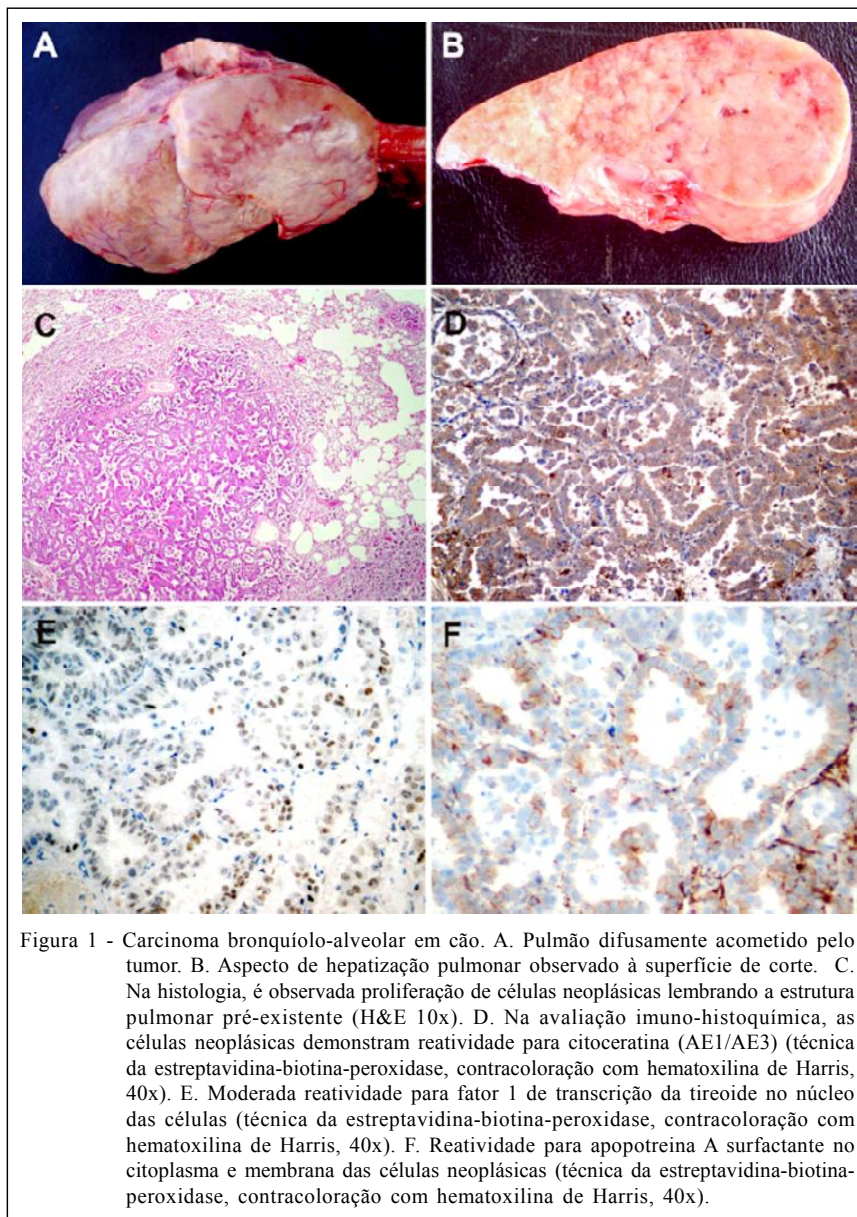 A
B
C
D
E
F
Figura 1 - Carcinoma bronquíolo-alveolar em cão. A. Pulmão difusamente acometido pelo
tumor. B. Aspecto de hepatização pulmonar observado à superfície de corte. C.
Na histologia, é observada proliferação de células neoplásicas lembrando a estrutura
pulmonar pré-existente (H&E 10x). D. Na avaliação imuno-histoquímica, as
células neoplásicas demonstram reatividade para citoceratina (AE1/AE3) (técnica
da estreptavidina-biotina-peroxidase, contracoloração com hematoxilina de Harris,
40x). E. Moderada reatividade para fator 1 de transcrição da tireoide no núcleo
das células (técnica da estreptavidina-biotina-peroxidase, contracoloração com
hematoxilina de Harris, 40x). F. Reatividade para apopotreina A surfactante no
citoplasma e membrana das células neoplásicas (técnica da estreptavidina-biotina-
peroxidase, contracoloração com hematoxilina de Harris, 40x).